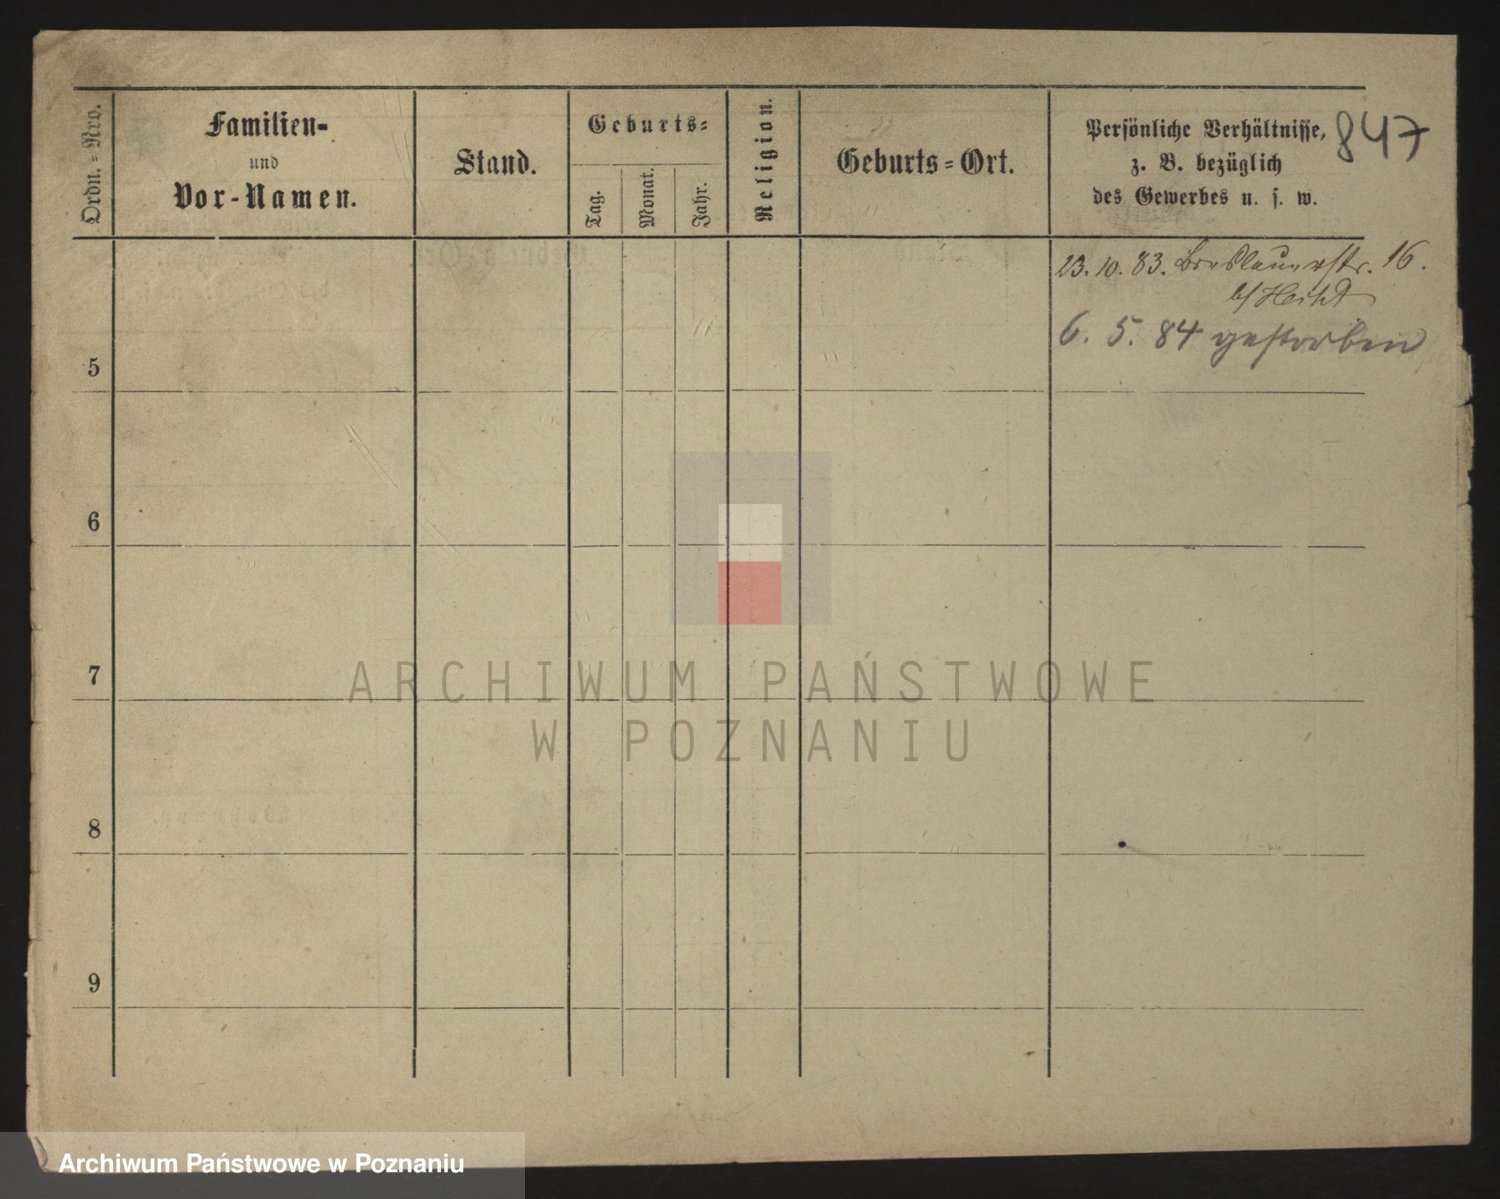 Ordn.=Nro.
Familien-
und
Vor-Namen.
Stand.
Geburts=
Tag.
Monat.
Jahr.
Religion.
Geburts=Ort.
Persönliche Verhältnisse,
z. B. bezüglich
des Gewerbes u. s. w.
847
23. 10. 83. Breslauerstr. 16.
b/ Hecht
6. 5. 84 gestorben
5
6
7
8
9
ARCHIWUM PAŃSTWOWE
W POZNANIU
Archiwum Państwowe w Poznaniu